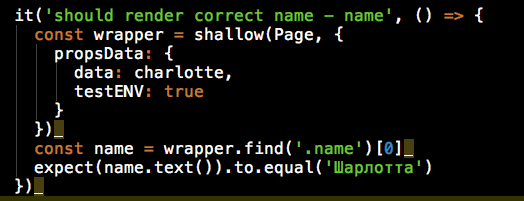 it('should render correct name - name', () => {
  const wrapper = shallow(Page, {
    propsData: {
      data: charlotte,
      testENV: true
    }
  })_
  const name = wrapper.find('.name')[0]_
  expect(name.text()).to.equal('Шарлотта')
})_